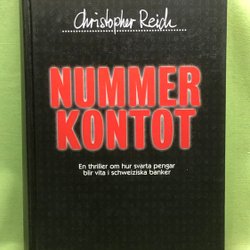 Christopher Reich
NUMMER
KONTOT
En thriller om hur svarta pengar
blir vita i schweiziska banker